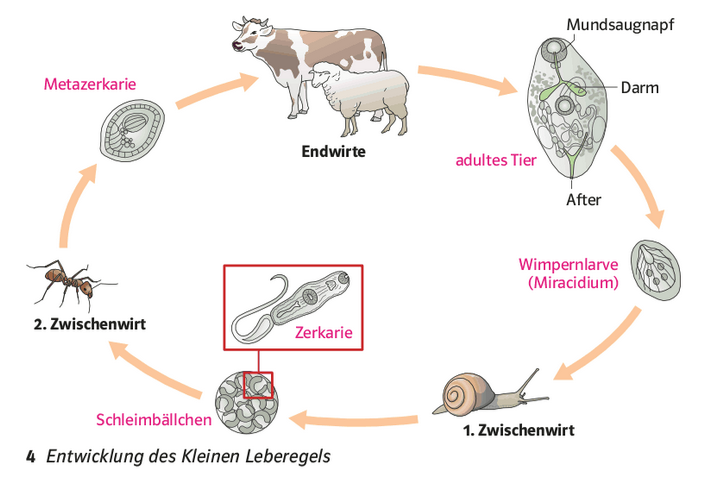 Mundsaugnapf
Metazerkarie
Darm
Endwirte
adultes Tier
After
Wimpernlarve
(Miracidium)
2. Zwischenwirt
Zerkarie
Schleimbällchen
1. Zwischenwirt
4 Entwicklung des Kleinen Leberegels